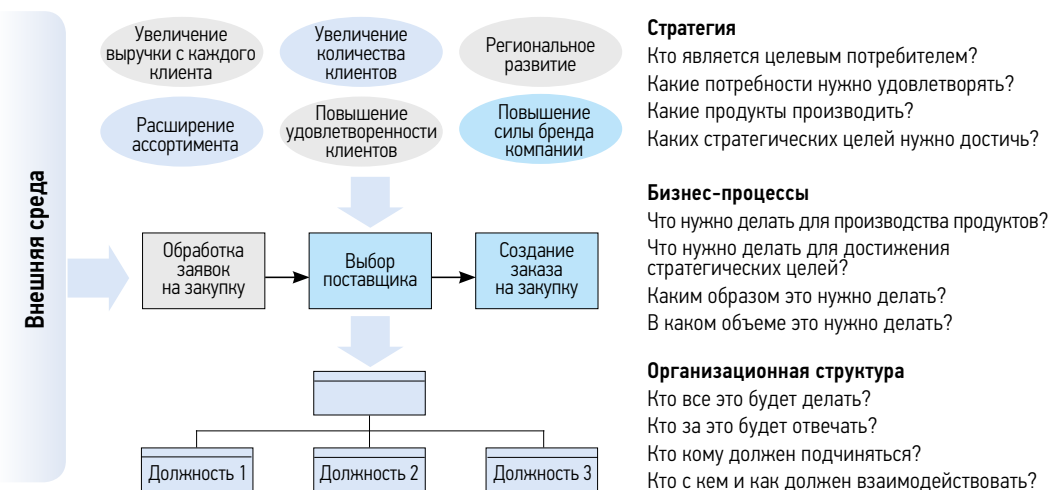 Внешняя среда
Увеличение
выручки с каждого
клиента
Увеличение
количества
клиентов
Региональное
развитие
Расширение
ассортимента
Повышение
удовлетворенности
клиентов
Повышение
силы бренда
компании
Обработка
заявок
на закупку
Выбор
поставщика
Создание
заказа
на закупку
Должность 1
Должность 2
Должность 3
Стратегия
Кто является целевым потребителем?
Какие потребности нужно удовлетворять?
Какие продукты производить?
Каких стратегических целей нужно достичь?
Бизнес-процессы
Что нужно делать для производства продуктов?
Что нужно делать для достижения
стратегических целей?
Каким образом это нужно делать?
В каком объеме это нужно делать?
Организационная структура
Кто все это будет делать?
Кто за это будет отвечать?
Кто кому должен подчиняться?
Кто с кем и как должен взаимодействовать?